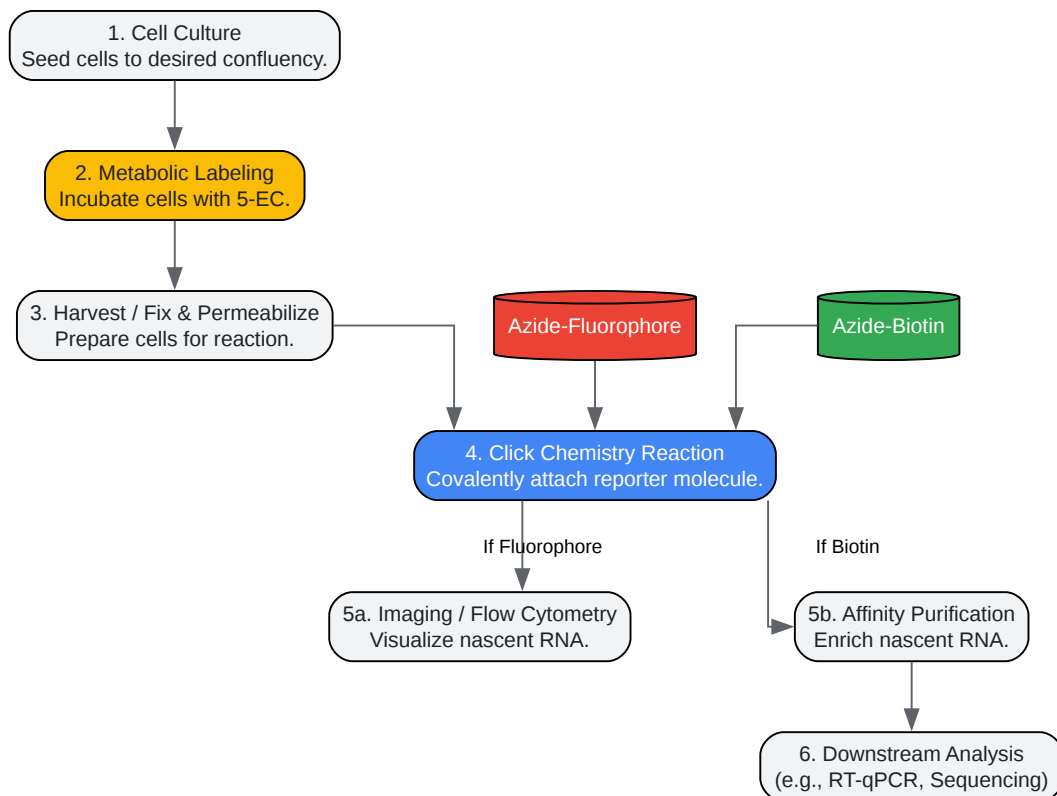 1. Cell Culture
Seed cells to desired confluency.
2. Metabolic Labeling
Incubate cells with 5-EC.
3. Harvest / Fix & Permeabilize
Prepare cells for reaction.
Azide-Fluorophore
Azide-Biotin
4. Click Chemistry Reaction
Covalently attach reporter molecule.
If Fluorophore
If Biotin
5a. Imaging / Flow Cytometry
Visualize nascent RNA.
5b. Affinity Purification
Enrich nascent RNA.
6. Downstream Analysis
(e.g., RT-qPCR, Sequencing)